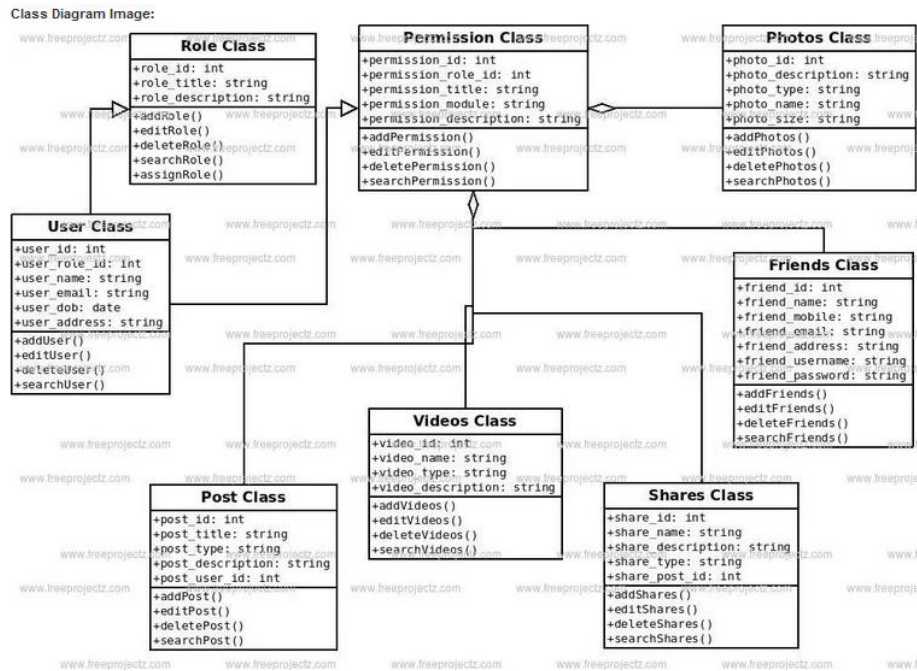 Class Diagram Image:
Role Class
+role_id: int
+role_title: string
+role_description: string
+addRole()
+editRole()
+deleteRole()
+searchRole()
+assignRole()
Permission Class
+permission_id: int
+permission_role_id: int
+permission_title: string
+permission_module: string
+permission_description: string
+addPermission()
+editPermission()
+deletePermission()
+searchPermission()
Photos Class
+photo_id: int
+photo_description: string
+photo_type: string
+photo_name: string
+photo_size: string
+addPhotos()
+editPhotos()
+deletePhotos()
+searchPhotos()
User Class
+user_id: int
+user_role_id: int
+user_name: string
+user_email: string
+user_dob: date
+user_address: string
+addUser()
+editUser()
+deleteUser()
+searchUser()
Friends Class
+friend_id: int
+friend_name: string
+friend_mobile: string
+friend_email: string
+friend_address: string
+friend_username: string
+friend_password: string
+addFriends()
+editFriends()
+deleteFriends()
+searchFriends()
Videos Class
+video_id: int
+video_name: string
+video_type: string
+video_description: string
+addVideos()
+editVideos()
+deleteVideos()
+searchVideos()
Post Class
+post_id: int
+post_title: string
+post_type: string
+post_description: string
+post_user_id: int
+addPost()
+editPost()
+deletePost()
+searchPost()
Shares Class
+share_id: int
+share_name: string
+share_description: string
+share_type: string
+share_post_id: int
+addShares()
+editShares()
+deleteShares()
+searchShares()
www.freeprojectz.com